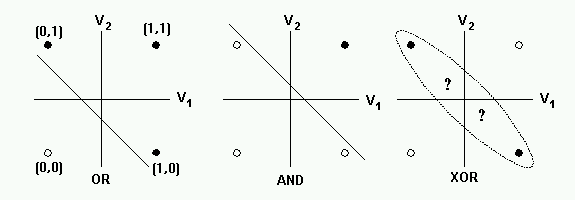 V2
(0,1)
(1,1)
V1
(0,0)
(1,0)
OR
V2
V1
AND
V2
?
?
V1
XOR